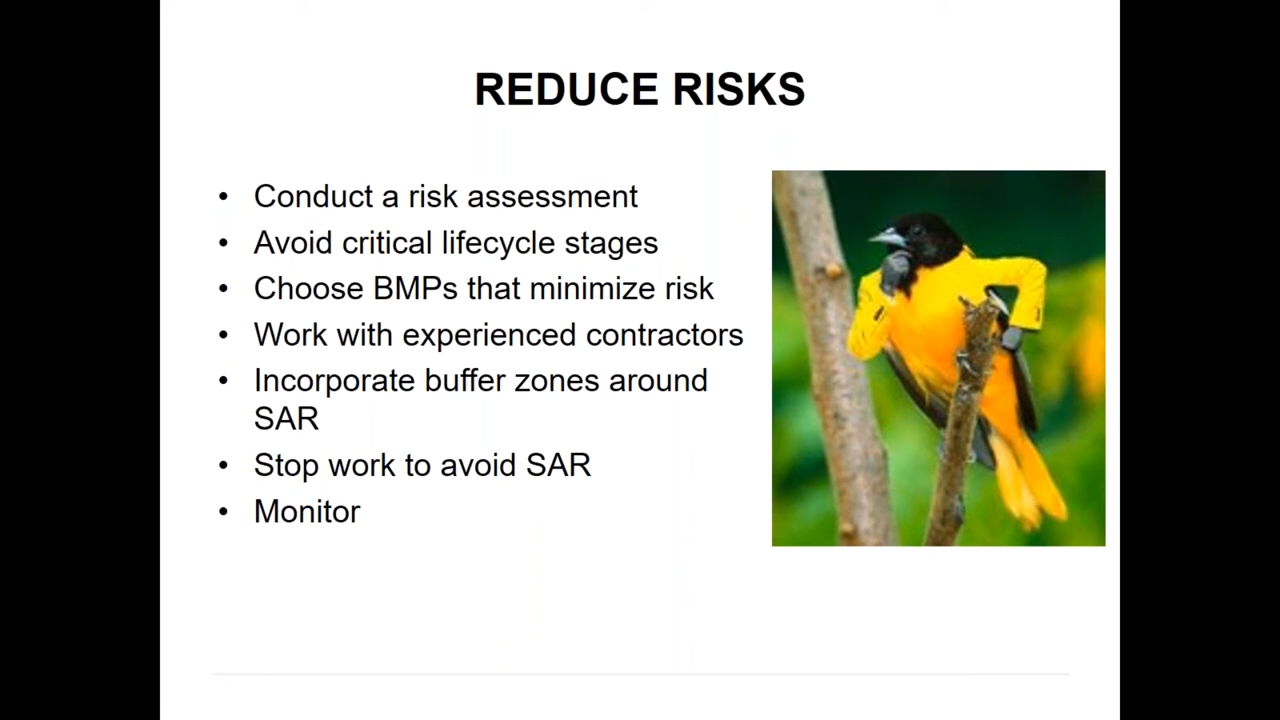 REDUCE RISKS
• Conduct a risk assessment
• Avoid critical lifecycle stages
• Choose BMPs that minimize risk
• Work with experienced contractors
• Incorporate buffer zones around
SAR
• Stop work to avoid SAR
• Monitor